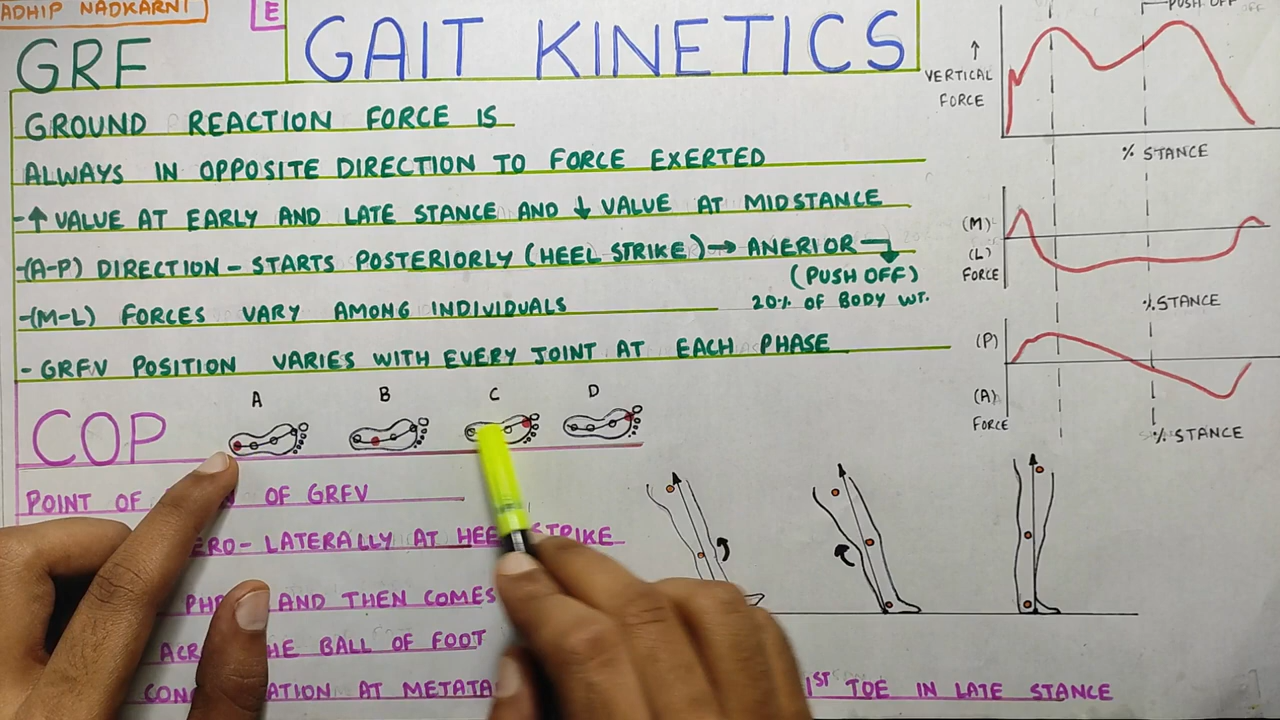 ADHIP NADKARNI
E
GAIT KINETICS
GRF
GROUND REACTION FORCE IS
ALWAYS IN OPPOSITE DIRECTION TO FORCE EXERTED
-↑ VALUE AT EARLY AND LATE STANCE AND ↓ VALUE AT MIDSTANCE
-(A-P) DIRECTION - STARTS POSTERIORLY (HEEL STRIKE) → ANERIOR
(PUSH OFF)
20% OF BODY WT.
-(M-L) FORCES VARY AMONG INDIVIDUALS
- GRFV POSITION VARIES WITH EVERY JOINT AT EACH PHASE
COP
A B C D
POINT OF OF GRFV
- LATERALLY AT STRIKE
AND THEN COMES
BALL OF FOOT
AT 1ST TOE IN LATE STANCE
PUSH OFF
↑
VERTICAL
FORCE
% STANCE
(M)
(L)
FORCE
% STANCE
(P)
(A)
FORCE
% STANCE